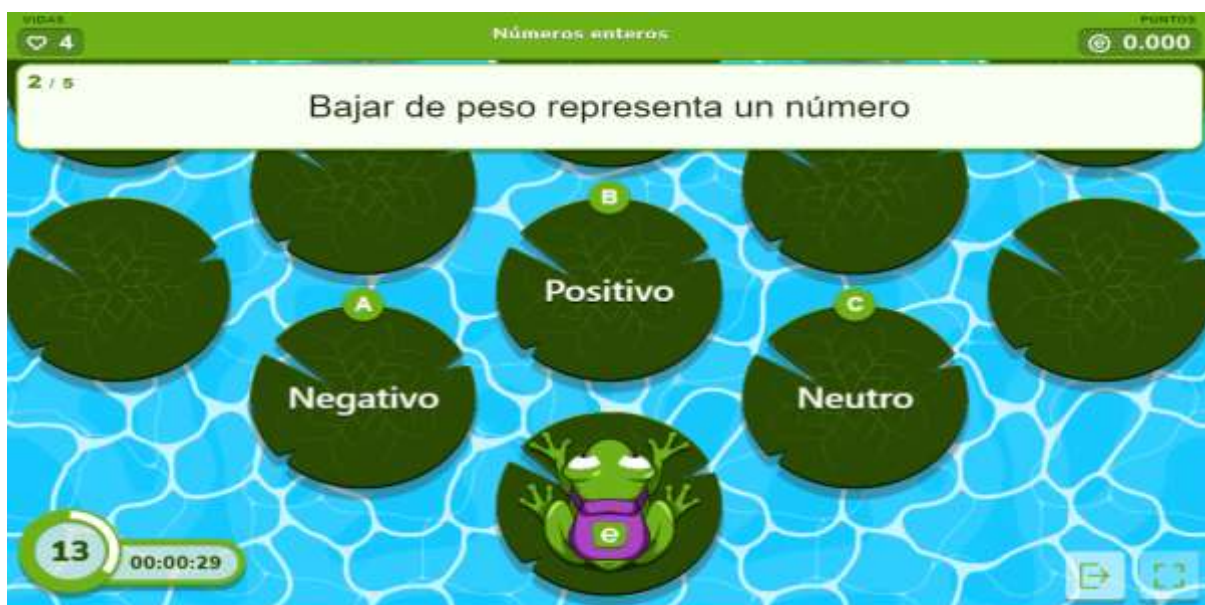 VIDAS
4
Números enteros
PUNTOS
0.000
2 / 5
Bajar de peso representa un número
B
Positivo
A
Negativo
C
Neutro
e
13
00:00:29